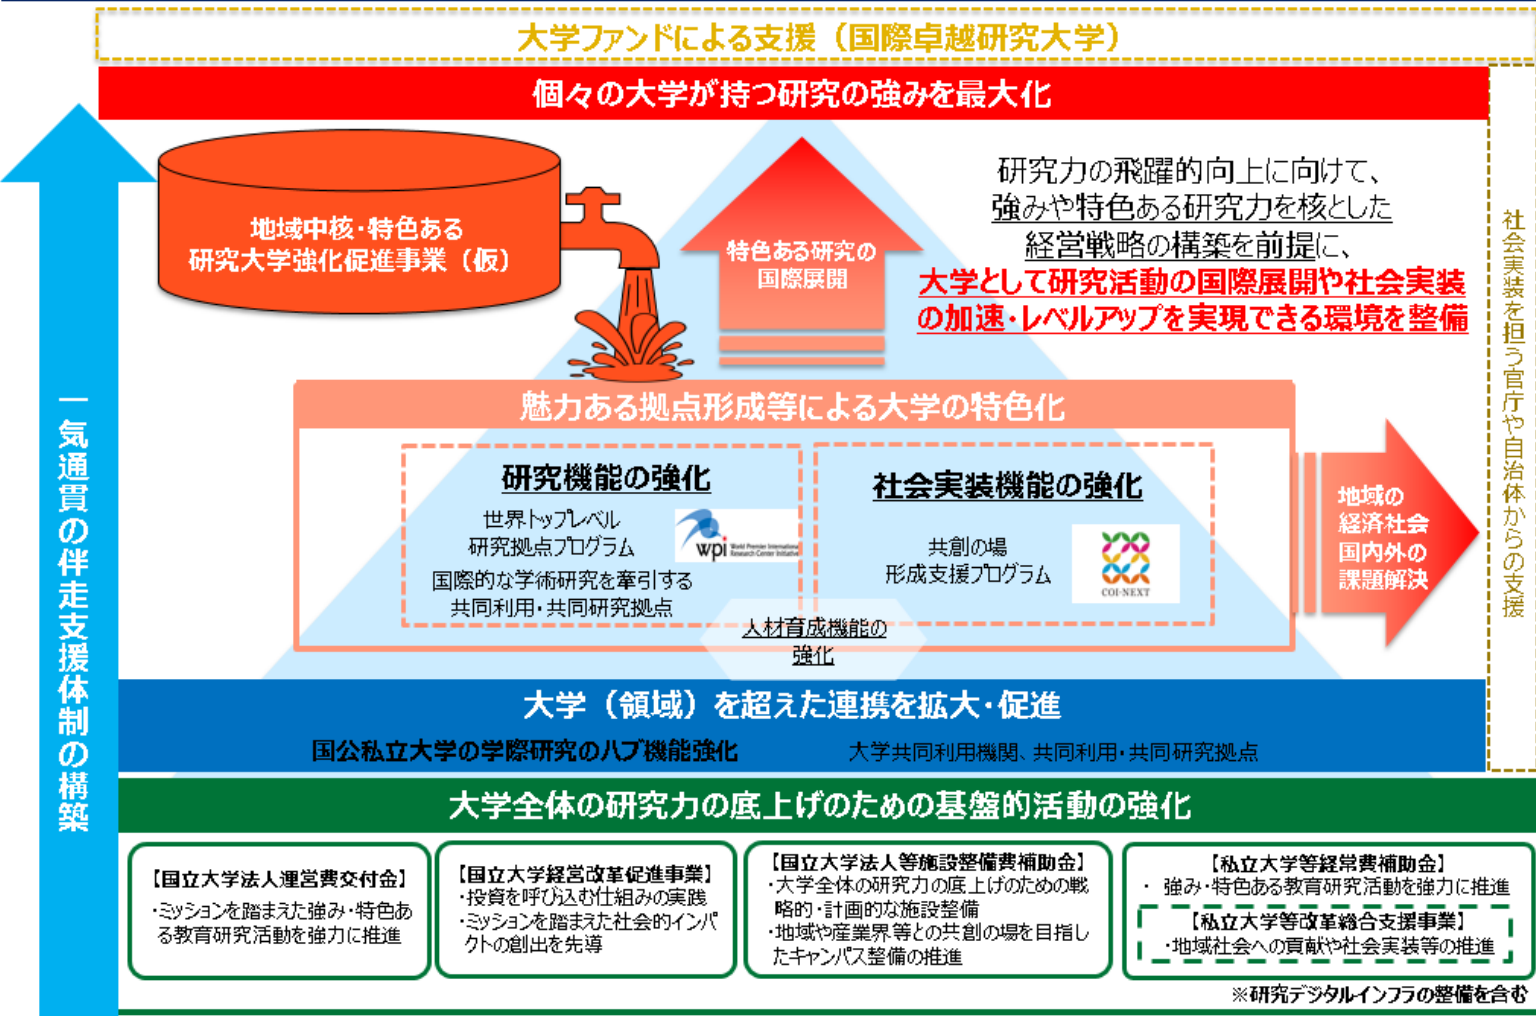 大学ファンドによる支援（国際卓越研究大学）
個々の大学が持つ研究の強みを最大化
地域中核・特色ある
研究大学強化促進事業（仮）
特色ある研究の
国際展開
研究力の飛躍的向上に向けて、
強みや特色ある研究力を核とした
経営戦略の構築を前提に、
大学として研究活動の国際展開や社会実装
の加速・レベルアップを実現できる環境を整備
社会実装を担う官庁や自治体からの支援
一気通貫の伴走支援体制の構築
魅力ある拠点形成等による大学の特色化
研究機能の強化
世界トップレベル
研究拠点プログラム
wpi World Premier International
Research Center Initiative
国際的な学術研究を牽引する
共同利用・共同研究拠点
社会実装機能の強化
共創の場
形成支援プログラム
COI-NEXT
人材育成機能の
強化
地域の
経済社会
国内外の
課題解決
大学（領域）を超えた連携を拡大・促進
国公私立大学の学際研究のハブ機能強化
大学共同利用機関、共同利用・共同研究拠点
大学全体の研究力の底上げのための基盤的活動の強化
【国立大学法人運営費交付金】
・ミッションを踏まえた強み・特色あ
る教育研究活動を強力に推進
【国立大学経営改革促進事業】
・投資を呼び込む仕組みの実践
・ミッションを踏まえた社会的インパ
クトの創出を先導
【国立大学法人等施設整備費補助金】
・大学全体の研究力の底上げのための戦
略的・計画的な施設整備
・地域や産業界等との共創の場を目指し
たキャンパス整備の推進
【私立大学等経常費補助金】
・ 強み・特色ある教育研究活動を強力に推進
【私立大学等改革総合支援事業】
・地域社会への貢献や社会実装等の推進
※研究デジタルインフラの整備を含む